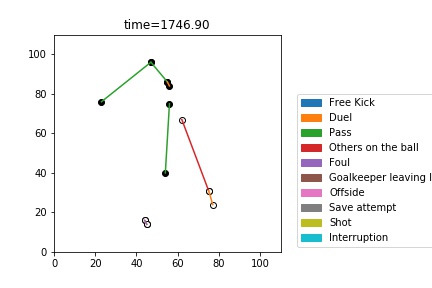 time=1746.90
100
80
60
40
20
0
0 20 40 60 80 100
Free Kick
Duel
Pass
Others on the ball
Foul
Goalkeeper leaving l
Offside
Save attempt
Shot
Interruption